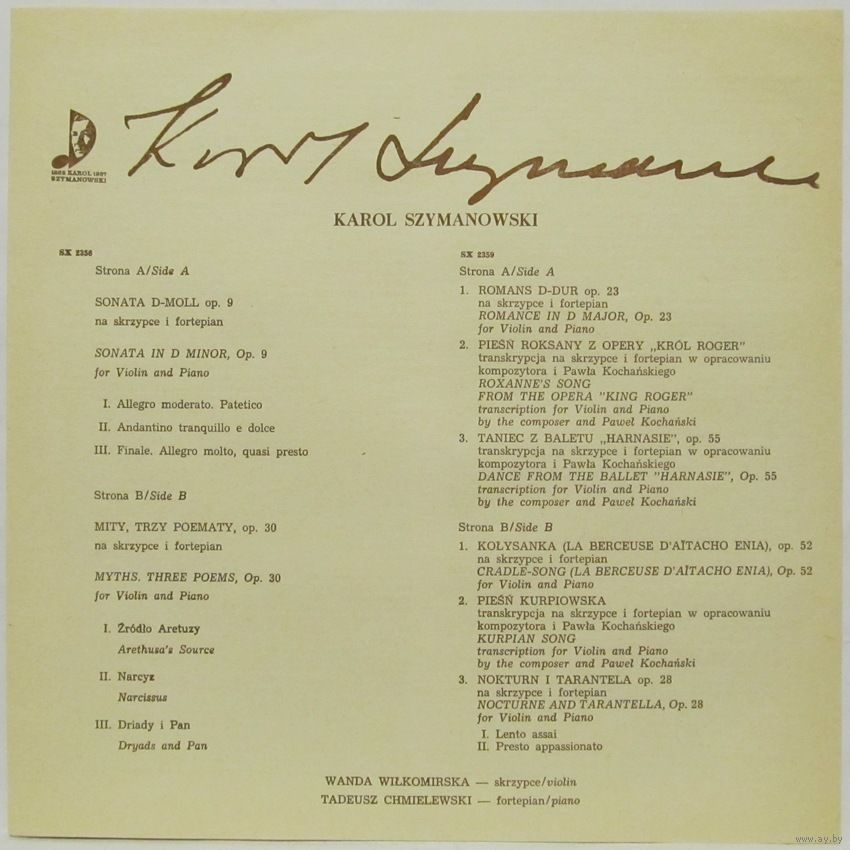 Karol Szymanowski
1882 KAROL 1937
SZYMANOWSKI
KAROL SZYMANOWSKI
SX 2356
Strona A/Side A
SONATA D-MOLL op. 9
na skrzypce i fortepian
SONATA IN D MINOR, Op. 9
for Violin and Piano
I. Allegro moderato. Patetico
II. Andantino tranquillo e dolce
III. Finale. Allegro molto, quasi presto
Strona B/Side B
MITY, TRZY POEMATY, op. 30
na skrzypce i fortepian
MYTHS. THREE POEMS, Op. 30
for Violin and Piano
I. Źródło Aretuzy
Arethusa's Source
II. Narcyz
Narcissus
III. Driady i Pan
Dryads and Pan
SX 2359
Strona A/Side A
1. ROMANS D-DUR op. 23
na skrzypce i fortepian
ROMANCE IN D MAJOR, Op. 23
for Violin and Piano
2. PIEŚŃ ROKSANY Z OPERY „KRÓL ROGER"
transkrypcja na skrzypce i fortepian w opracowaniu
kompozytora i Pawła Kochańskiego
ROXANNE'S SONG
FROM THE OPERA "KING ROGER"
transcription for Violin and Piano
by the composer and Paweł Kochański
3. TANIEC Z BALETU „HARNASIE", op. 55
transkrypcja na skrzypce i fortepian w opracowaniu
kompozytora i Pawła Kochańskiego
DANCE FROM THE BALLET "HARNASIE", Op. 55
transcription for Violin and Piano
by the composer and Paweł Kochański
Strona B/Side B
1. KOŁYSANKA (LA BERCEUSE D'AÏTACHO ENIA), op. 52
na skrzypce i fortepian
CRADLE-SONG (LA BERCEUSE D'AÏTACHO ENIA), Op. 52
for Violin and Piano
2. PIEŚŃ KURPIOWSKA
transkrypcja na skrzypce i fortepian w opracowaniu
kompozytora i Pawła Kochańskiego
KURPIAN SONG
transcription for Violin and Piano
by the composer and Paweł Kochański
3. NOKTURN I TARANTELA op. 28
na skrzypce i fortepian
NOCTURNE AND TARANTELLA, Op. 28
for Violin and Piano
I. Lento assai
II. Presto appassionato
WANDA WIŁKOMIRSKA — skrzypce/violin
TADEUSZ CHMIELEWSKI — fortepian/piano
www.ay.by